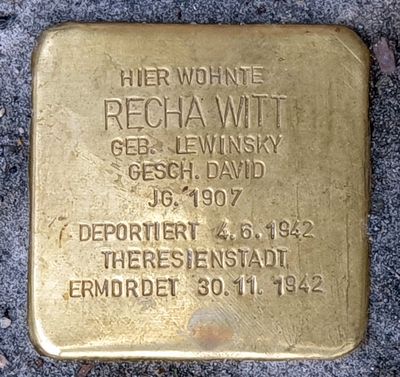 HIER WOHNTE
RECHA WITT
GEB. LEWINSKY
GESCH. DAVID
JG. 1907
DEPORTIERT 4.6.1942
THERESIENSTADT
ERMORDET 30.11.1942